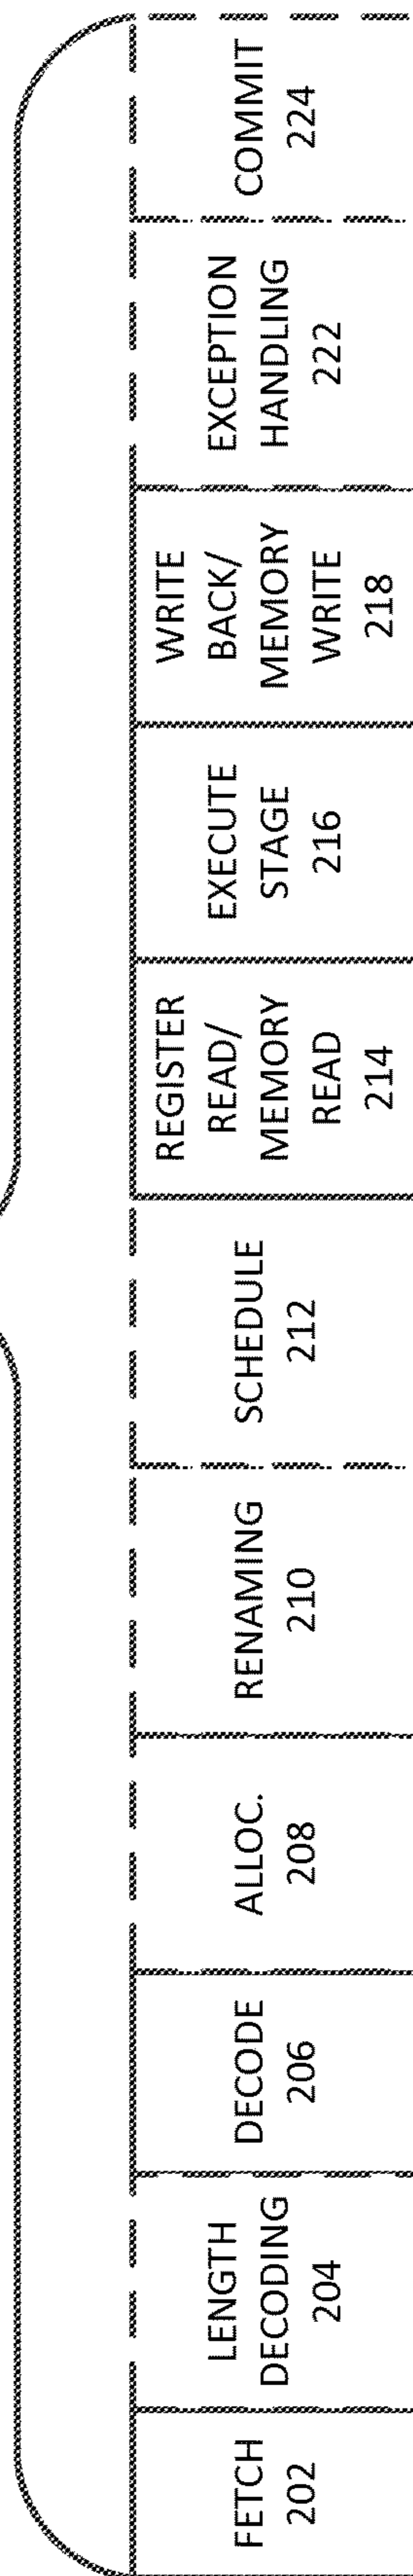 FETCH
202
LENGTH
DECODING
204
DECODE
206
ALLOC.
208
RENAMING
210
SCHEDULE
212
REGISTER
READ/
MEMORY
READ
214
EXECUTE
STAGE
216
WRITE
BACK/
MEMORY
WRITE
218
EXCEPTION
HANDLING
222
COMMIT
224